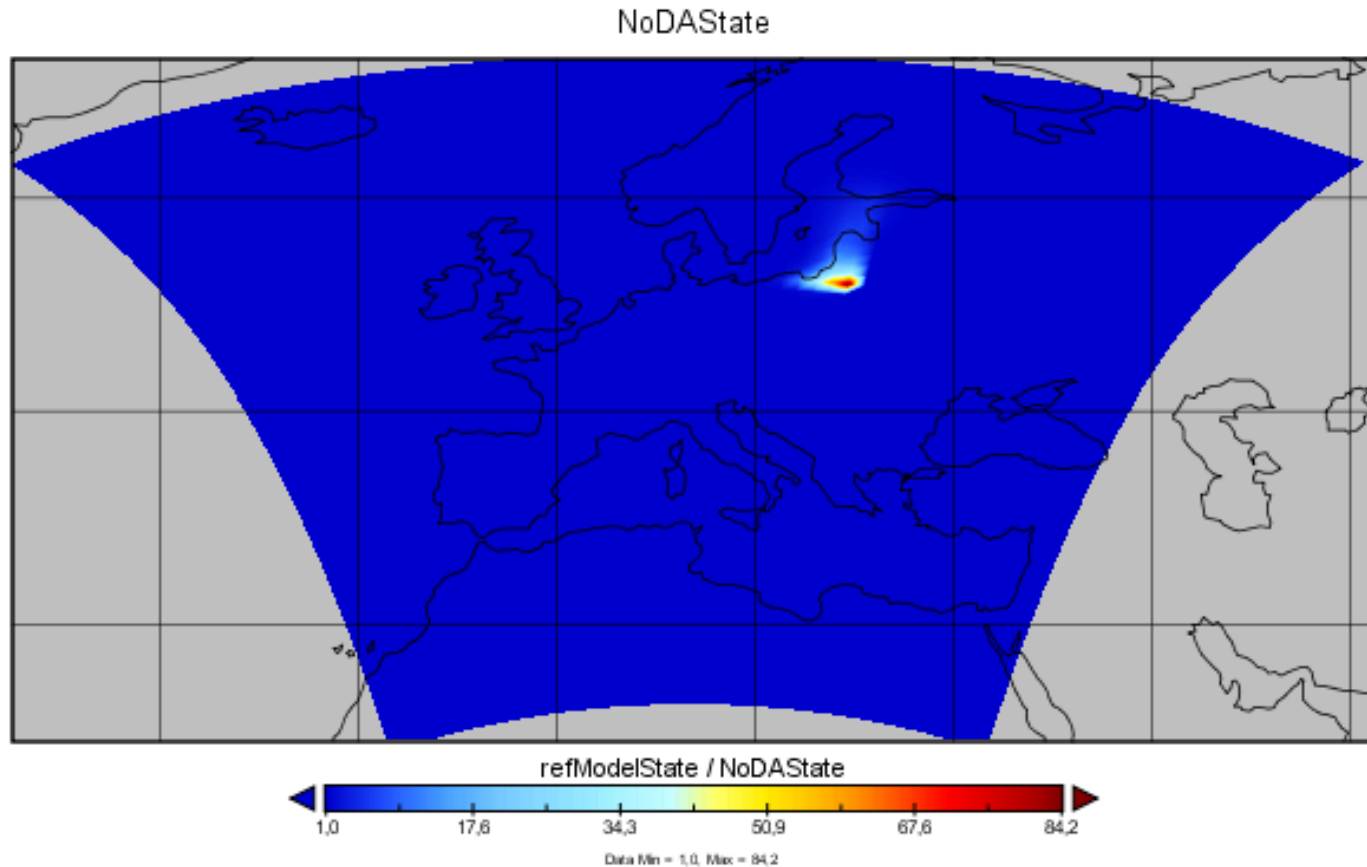 NoDAState
refModelState / NoDAState
1,0 17,6 34,3 50,9 67,6 84,2
Data Min = 1,0, Max = 84,2